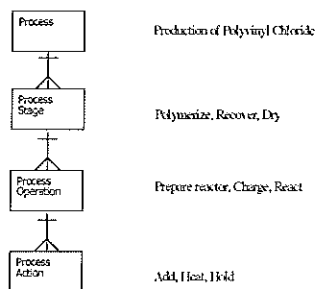 Process
Production of Polyvinyl Chloride
Process
Stage
Polymerize, Recover, Dry
Process
Operation
Prepare reactor, Charge, React
Process
Action
Add, Heat, Hold